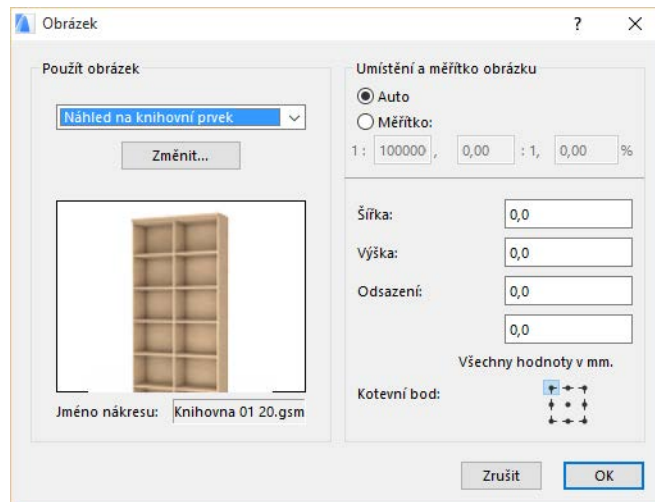 Obrázek
?
Použít obrázek
Náhled na knihovní prvek
Změnit...
Jméno nákresu: Knihovna 01 20.gsm
Umístění a měřítko obrázku
Auto
Měřítko:
1 : 100000 , 0,00 : 1, 0,00 %
Šířka: 0,0
Výška: 0,0
Odsazení: 0,0
0,0
Všechny hodnoty v mm.
Kotevní bod:
Zrušit OK